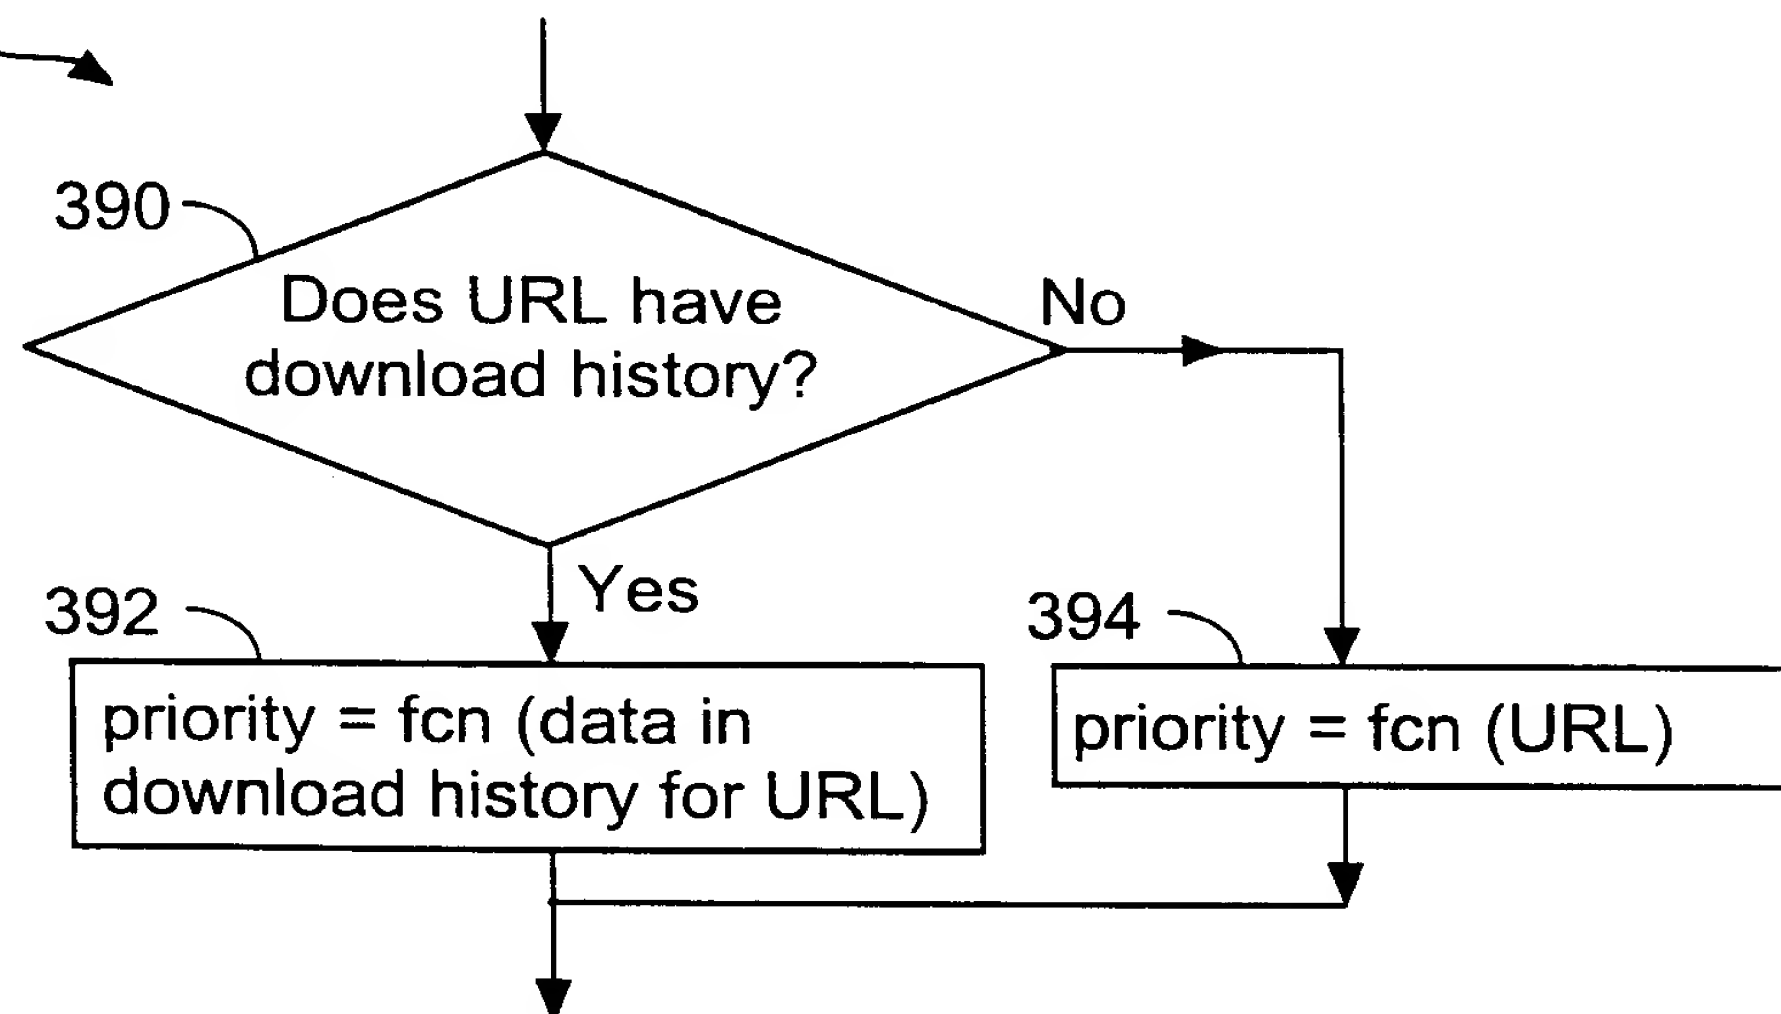 390
Does URL have
download history?
No
Yes
392
priority = fcn (data in
download history for URL)
394
priority = fcn (URL)